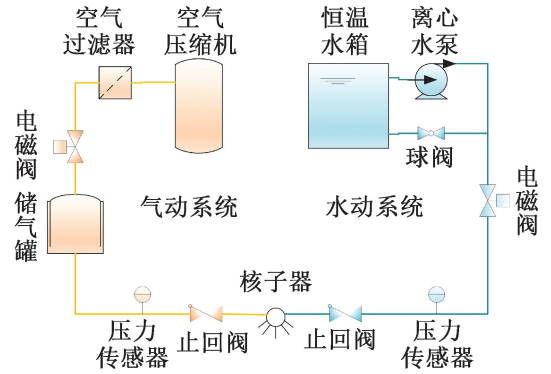 空气
过滤器
空气
压缩机
恒温
水箱
离心
水泵
电磁阀
球阀
电磁阀
储气罐
气动系统
水动系统
核子器
压力
传感器
止回阀
止回阀
压力
传感器